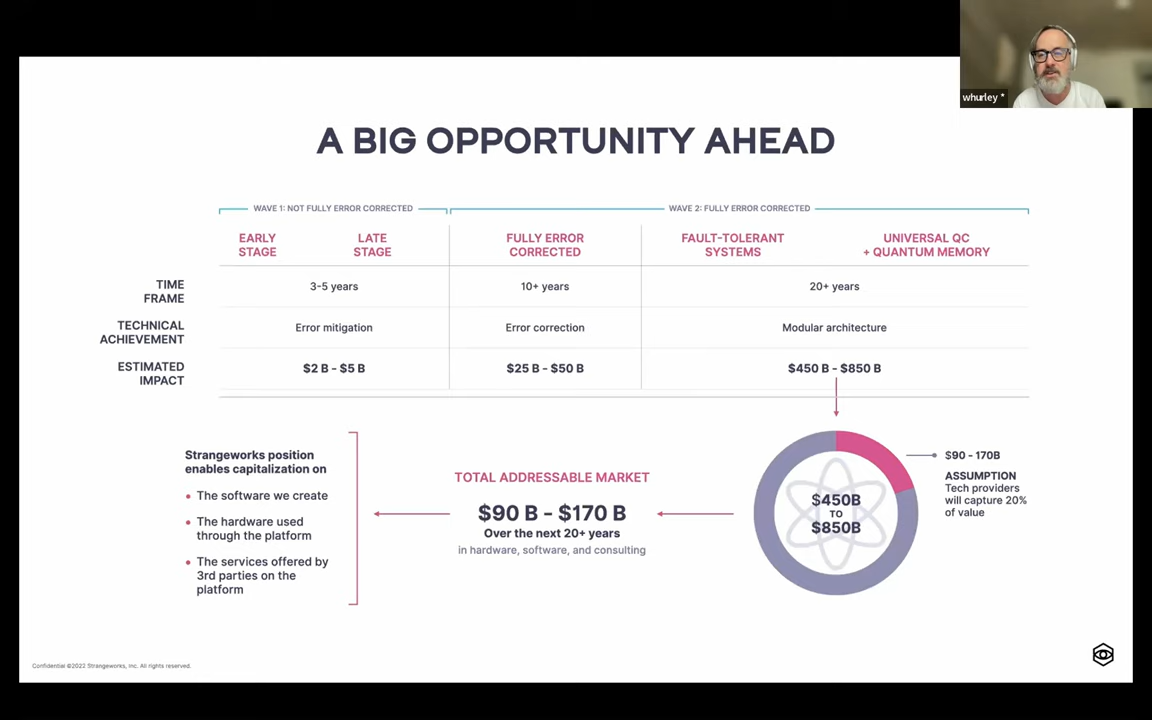 whurley *
A BIG OPPORTUNITY AHEAD
WAVE 1: NOT FULLY ERROR CORRECTED
WAVE 2: FULLY ERROR CORRECTED
EARLY
STAGE
LATE
STAGE
FULLY ERROR
CORRECTED
FAULT-TOLERANT
SYSTEMS
UNIVERSAL QC
+ QUANTUM MEMORY
TIME
FRAME
3-5 years
10+ years
20+ years
TECHNICAL
ACHIEVEMENT
Error mitigation
Error correction
Modular architecture
ESTIMATED
IMPACT
$2 B - $5 B
$25 B - $50 B
$450 B - $850 B
Strangeworks position
enables capitalization on
• The software we create
• The hardware used
through the platform
• The services offered by
3rd parties on the
platform
TOTAL ADDRESSABLE MARKET
$90 B - $170 B
Over the next 20+ years
in hardware, software, and consulting
$450B
TO
$850B
$90 - 170B
ASSUMPTION
Tech providers
will capture 20%
of value
Confidential ©2022 Strangeworks, Inc. All rights reserved.